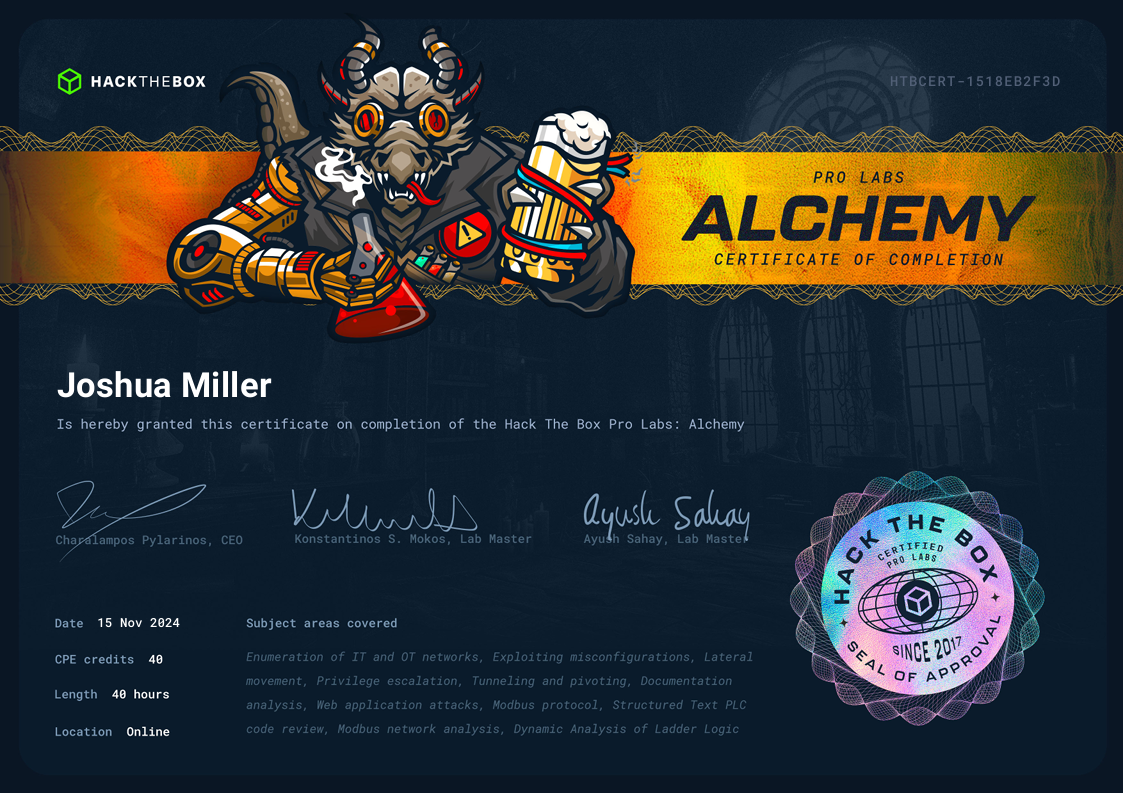 HACKTHEBOX
HTBCERT-1518EB2F3D
PRO LABS
ALCHEMY
CERTIFICATE OF COMPLETION
Joshua Miller
Is hereby granted this certificate on completion of the Hack The Box Pro Labs: Alchemy
Ayush Sahay
Charalampos Pylarinos, CEO
Konstantinos S. Mokos, Lab Master
Ayush Sahay, Lab Master
HACK THE BOX
CERTIFIED
PRO LABS
SINCE 2017
SEAL OF APPROVAL
Date 15 Nov 2024
CPE credits 40
Length 40 hours
Location Online
Subject areas covered
Enumeration of IT and OT networks, Exploiting misconfigurations, Lateral
movement, Privilege escalation, Tunneling and pivoting, Documentation
analysis, Web application attacks, Modbus protocol, Structured Text PLC
code review, Modbus network analysis, Dynamic Analysis of Ladder Logic